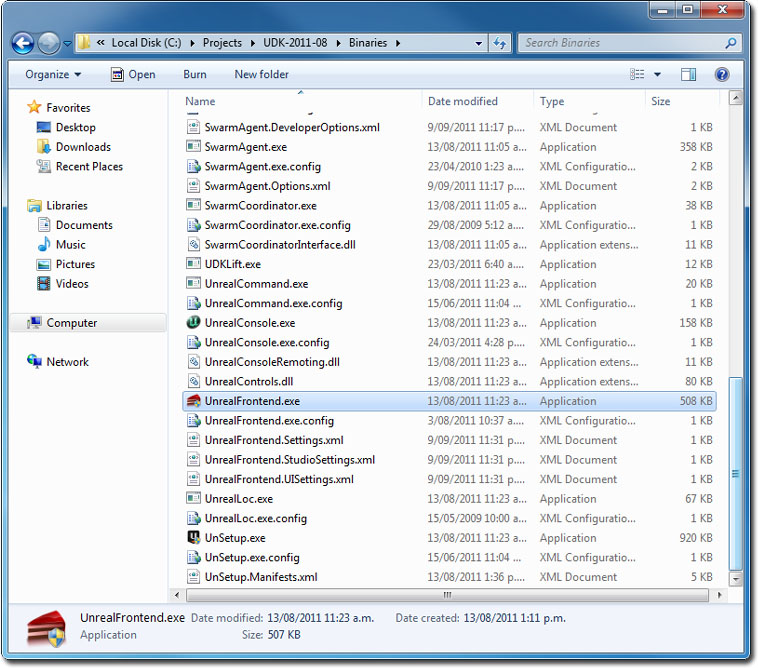 « Local Disk (C:) ▸ Projects ▸ UDK-2011-08 ▸ Binaries ▸ Search Binaries
Organize ▾ Open Burn New folder
Favorites
Desktop
Downloads
Recent Places
Libraries
Documents
Music
Pictures
Videos
Computer
Network
Name Date modified Type Size
SwarmAgent.DeveloperOptions.xml 9/09/2011 11:17 p.... XML Document 1 KB
SwarmAgent.exe 13/08/2011 11:05 a... Application 358 KB
SwarmAgent.exe.config 23/04/2010 1:23 a.... XML Configuratio... 2 KB
SwarmAgent.Options.xml 9/09/2011 11:17 p.... XML Document 2 KB
SwarmCoordinator.exe 13/08/2011 11:05 a... Application 38 KB
SwarmCoordinator.exe.config 29/08/2009 5:12 a.... XML Configuratio... 1 KB
SwarmCoordinatorInterface.dll 13/08/2011 11:05 a... Application extens... 11 KB
UDKLift.exe 23/03/2011 6:40 a.... Application 12 KB
UnrealCommand.exe 13/08/2011 11:23 a... Application 20 KB
UnrealCommand.exe.config 15/06/2011 11:04 ... XML Configuratio... 1 KB
UnrealConsole.exe 13/08/2011 11:23 a... Application 158 KB
UnrealConsole.exe.config 24/03/2011 4:28 p.... XML Configuratio... 1 KB
UnrealConsoleRemoting.dll 13/08/2011 11:23 a... Application extens... 11 KB
UnrealControls.dll 13/08/2011 11:23 a... Application extens... 80 KB
UnrealFrontend.exe 13/08/2011 11:23 a... Application 508 KB
UnrealFrontend.exe.config 3/08/2011 10:37 a... XML Configuratio... 1 KB
UnrealFrontend.Settings.xml 9/09/2011 11:31 p.... XML Document 1 KB
UnrealFrontend.StudioSettings.xml 9/09/2011 11:31 p.... XML Document 1 KB
UnrealFrontend.UISettings.xml 9/09/2011 11:31 p.... XML Document 1 KB
UnrealLoc.exe 13/08/2011 11:23 a... Application 67 KB
UnrealLoc.exe.config 15/05/2009 10:00 a... XML Configuratio... 1 KB
UnSetup.exe 13/08/2011 11:23 a... Application 920 KB
UnSetup.exe.config 15/06/2011 11:04 ... XML Configuratio... 1 KB
UnSetup.Manifests.xml 13/08/2011 1:36 p.... XML Document 5 KB
UnrealFrontend.exe Date modified: 13/08/2011 11:23 a.m. Date created: 13/08/2011 1:11 p.m.
Application Size: 507 KB